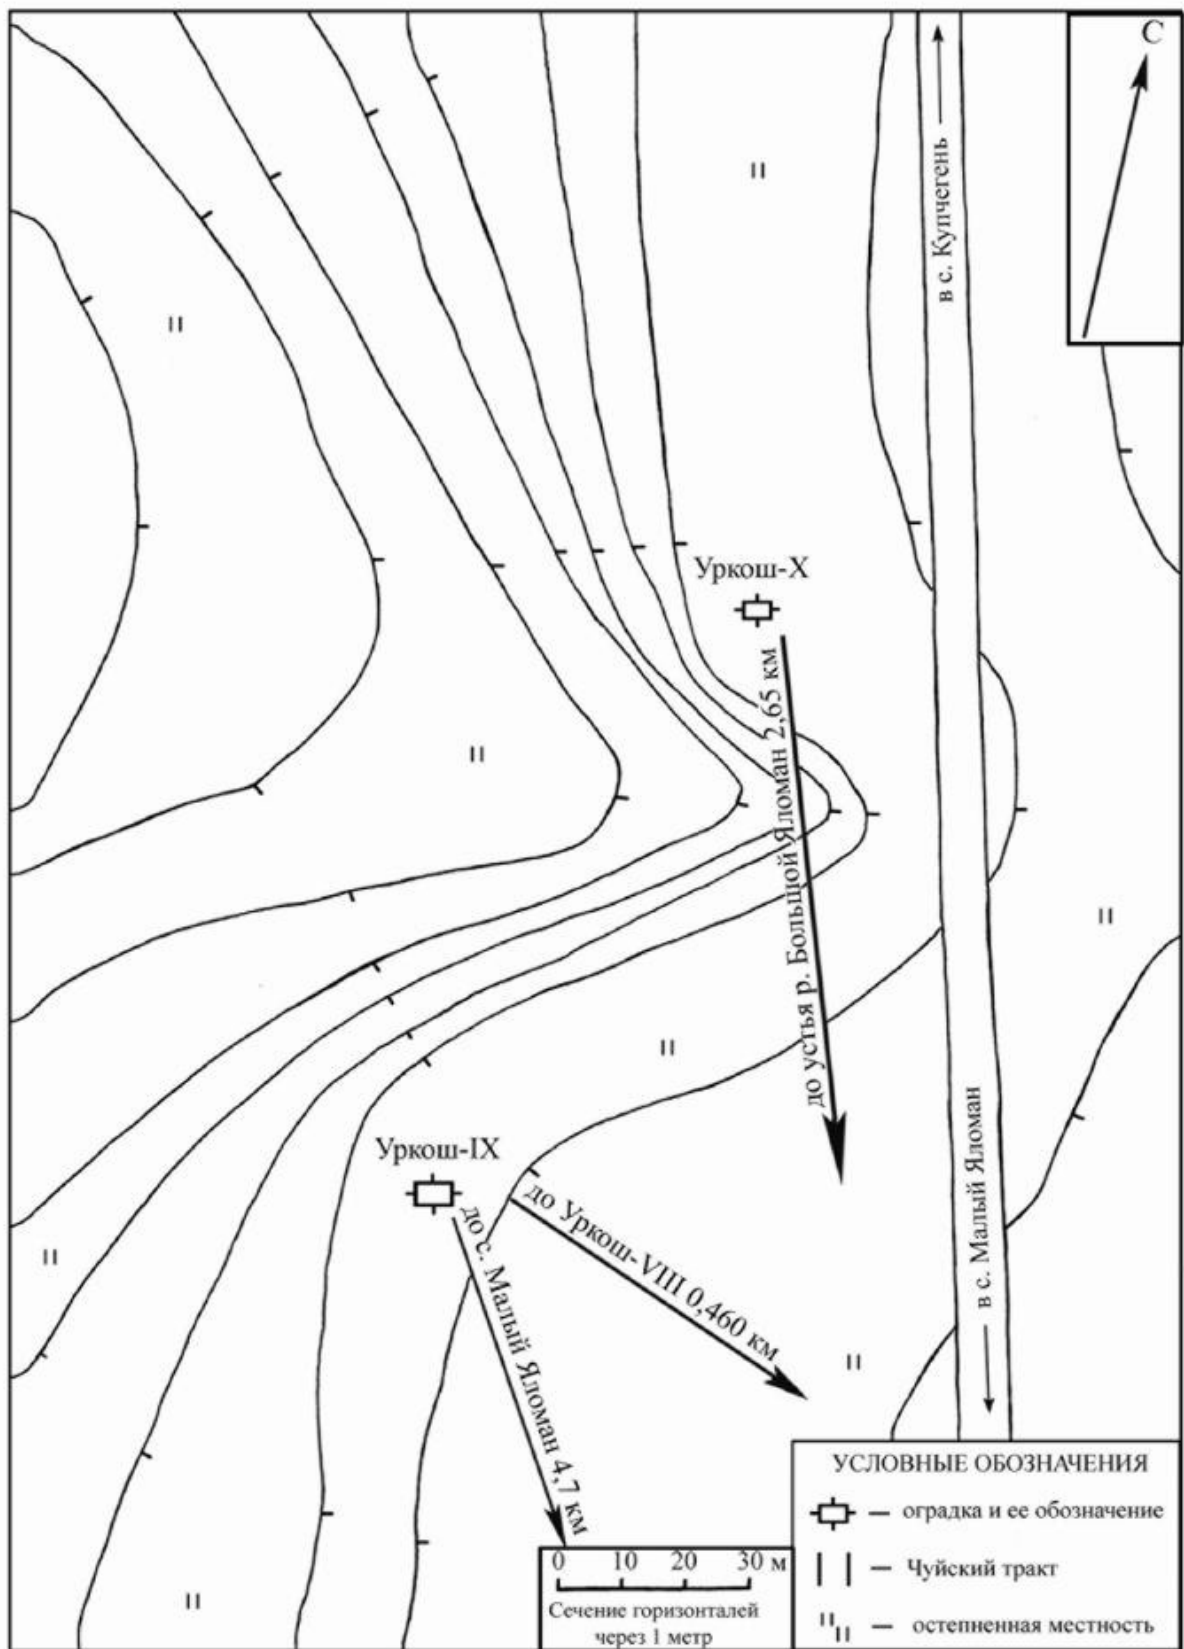 С
в с. Купчегень
Уркош-X
до устья р. Большой Яломан 2,65 км
Уркош-IX
до Уркош-VIII 0,460 км
до с. Малый Яломан 4,7 км
в с. Малый Яломан
0 10 20 30 м
Сечение горизонталей
через 1 метр
УСЛОВНЫЕ ОБОЗНАЧЕНИЯ
— оградка и ее обозначение
— Чуйский тракт
— остепненная местность